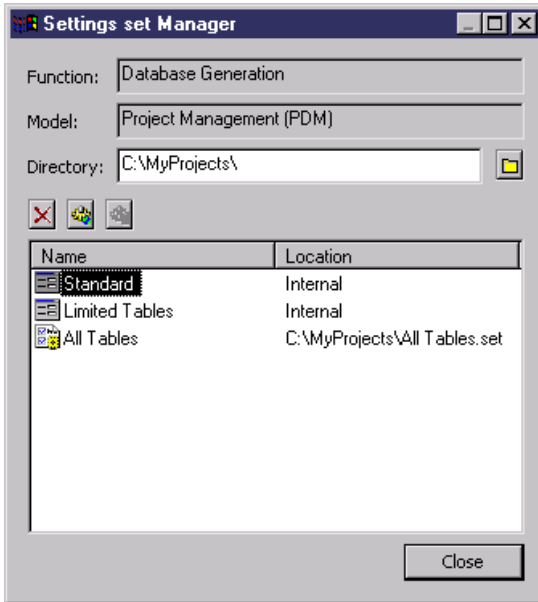 Settings set Manager
Function: Database Generation
Model: Project Management (PDM)
Directory: C:\MyProjects\
Name Location
Standard Internal
Limited Tables Internal
All Tables C:\MyProjects\All Tables.set
Close